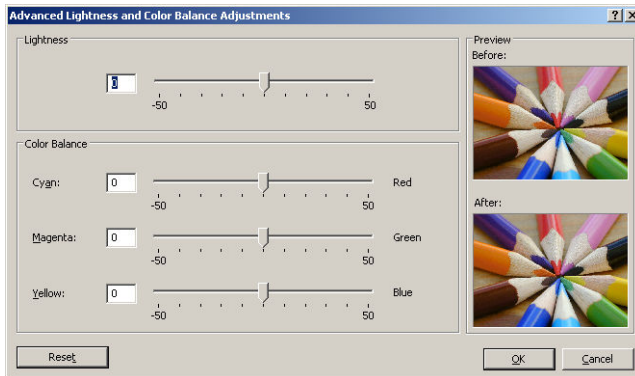 Advanced Lightness and Color Balance Adjustments
Lightness
0
-50 50
Color Balance
Cyan: 0 Red
-50 50
Magenta: 0 Green
-50 50
Yellow: 0 Blue
-50 50
Preview
Before:
After:
Reset OK Cancel